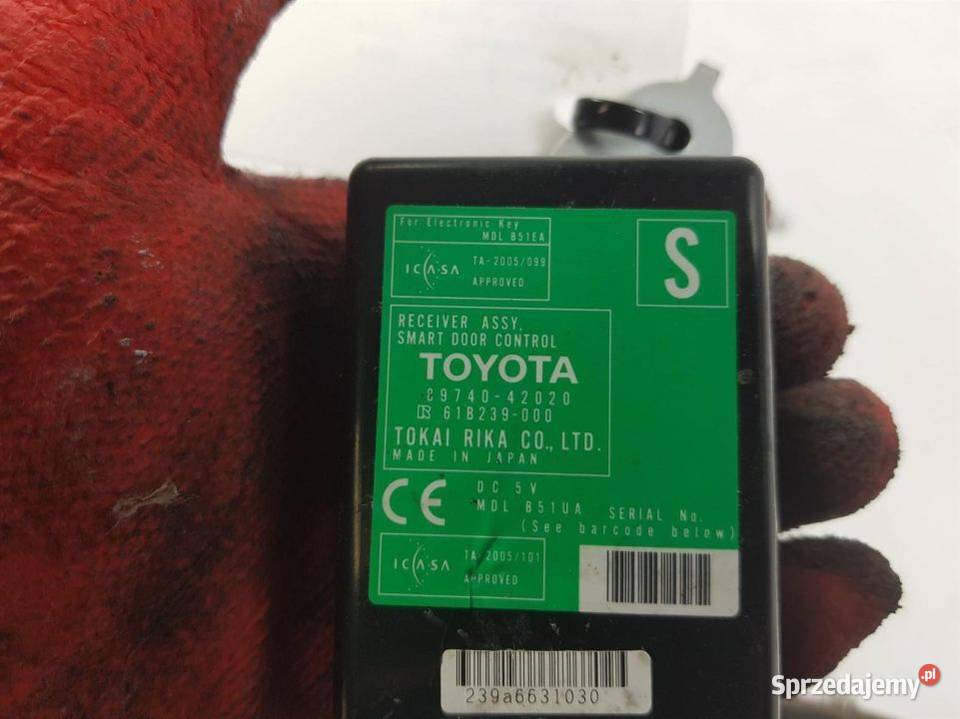 For Electronic Key
MDL B51EA
ICASA
TA-2005/099
APPROVED
S
RECEIVER ASSY,
SMART DOOR CONTROL
TOYOTA
89740-42020
61B239-000
TOKAI RIKA CO., LTD.
MADE IN JAPAN
CE
DC 5V
MDL B51UA SERIAL No.
(See barcode below)
ICASA
TA-2005/101
APPROVED
239a6631030
Sprzedajemy.pl